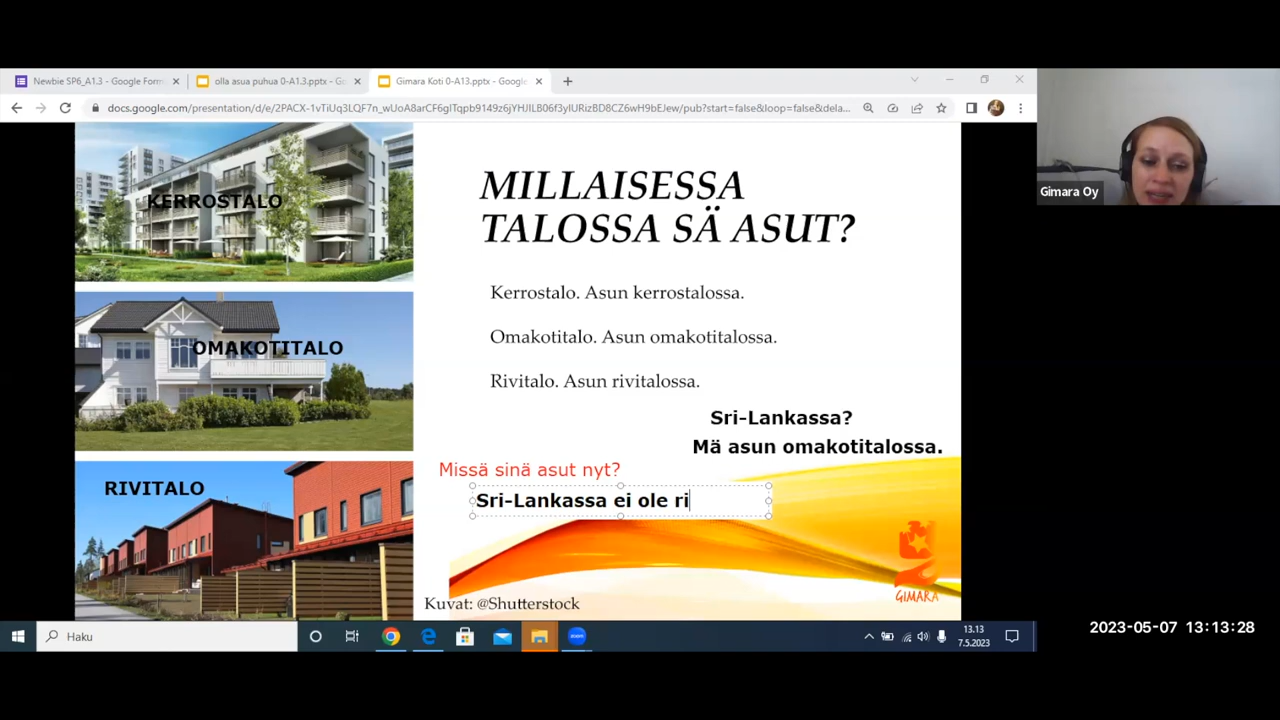 Newbie SP6_A1.3 - Google Form
olla asua puhua 0-A1.3.pptx - Go
Gimara Koti 0-A13.pptx - Google
KERROSTALO
OMAKOTITALO
RIVITALO
MILLAISESSA
TALOSSA SÄ ASUT?
Kerrostalo. Asun kerrostalossa.
Omakotitalo. Asun omakotitalossa.
Rivitalo. Asun rivitalossa.
Sri-Lankassa?
Mä asun omakotitalossa.
Missä sinä asut nyt?
Sri-Lankassa ei ole ri
GIMARA
Kuvat: @Shutterstock
Gimara Oy
Haku
zoom
13.13
7.5.2023
2023-05-07 13:13:28